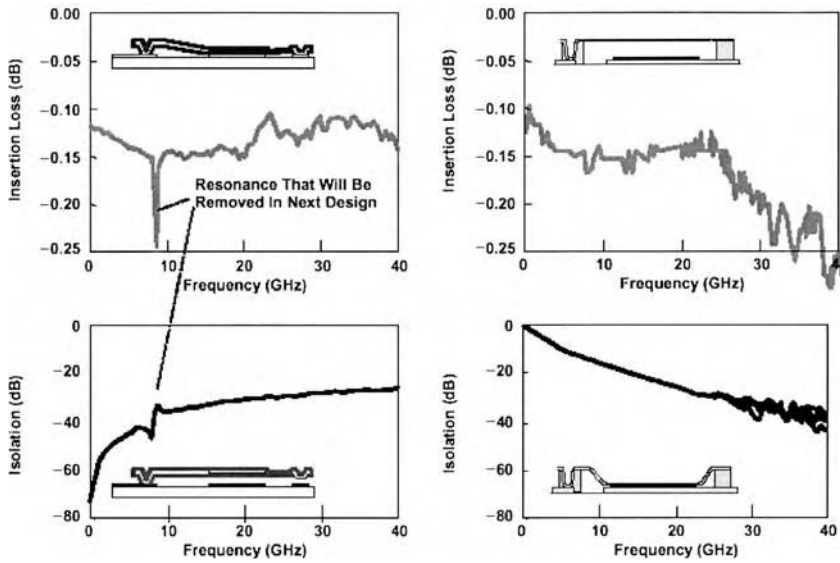 0.00
−0.05
−0.10
−0.15
−0.20
−0.25
Insertion Loss (dB)
Resonance That Will Be
Removed In Next Design
0 10 20 30 40
Frequency (GHz)
0.00
−0.05
−0.10
−0.15
−0.20
−0.25
Insertion Loss (dB)
0 10 20 30 40
Frequency (GHz)
0
−20
−40
−60
−80
Isolation (dB)
0 10 20 30 40
Frequency (GHz)
0
−20
−40
−60
−80
Isolation (dB)
0 10 20 30 40
Frequency (GHz)